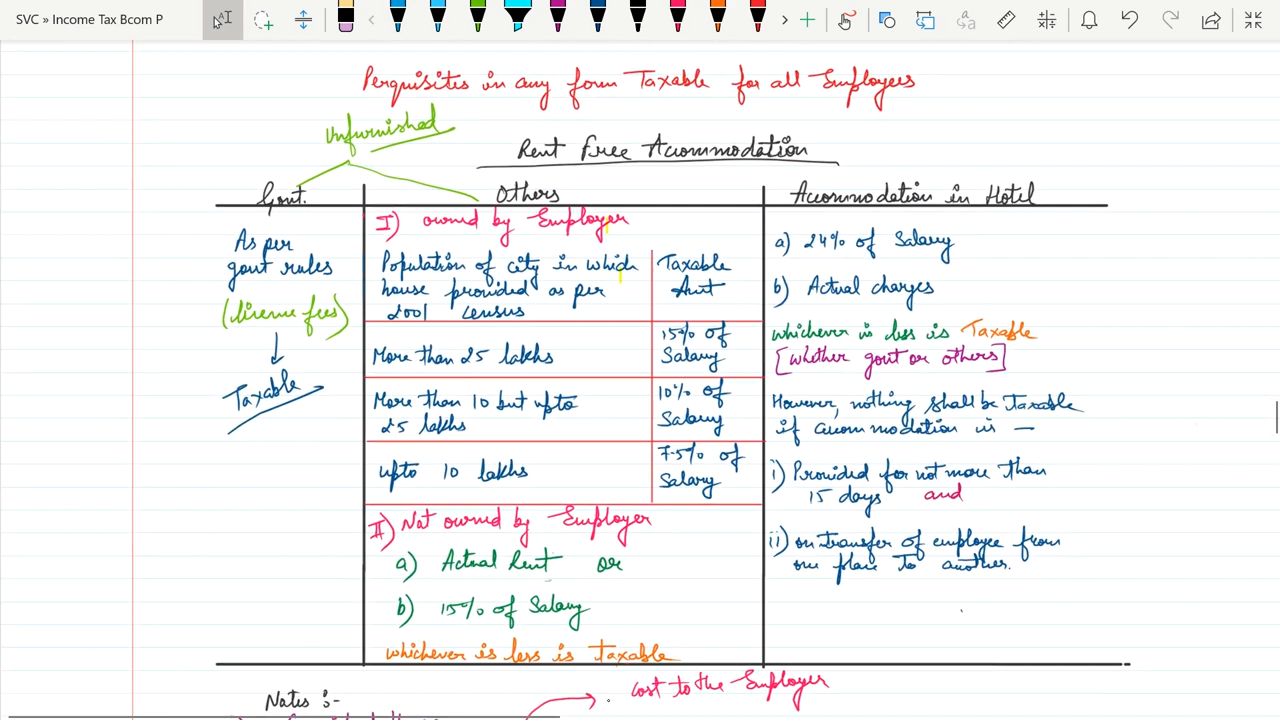 SVC » Income Tax Bcom P
Perquisites in any form Taxable for all Employees
Unfurnished
Rent Free Accommodation
Govt.
As per
govt rules
(license fees)
Taxable
Others
I) owned by Employer
Population of city in which
house provided as per
2001 census
Taxable
Amt
More than 25 lakhs
15% of
Salary
More than 10 but upto
25 lakhs
10% of
Salary
upto 10 lakhs
7.5% of
Salary
II) Not owned by Employer
a) Actual Rent or
b) 15% of Salary
whichever is less is taxable
Accommodation in Hotel
a) 24% of Salary
b) Actual charges
whichever is less is Taxable
[whether govt or others]
However, nothing shall be taxable
if accommodation is —
i) Provided for not more than
15 days and
ii) on transfer of employee from
one place to another.
Notes :-
cost to the Employer